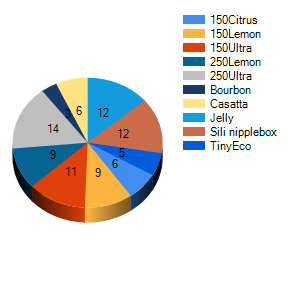 150Citrus
150Lemon
150Ultra
250Lemon
250Ultra
Bourbon
Casatta
Jelly
Sili nipplebox
TinyEco
3
6
12
14
12
9
5
6
11
9